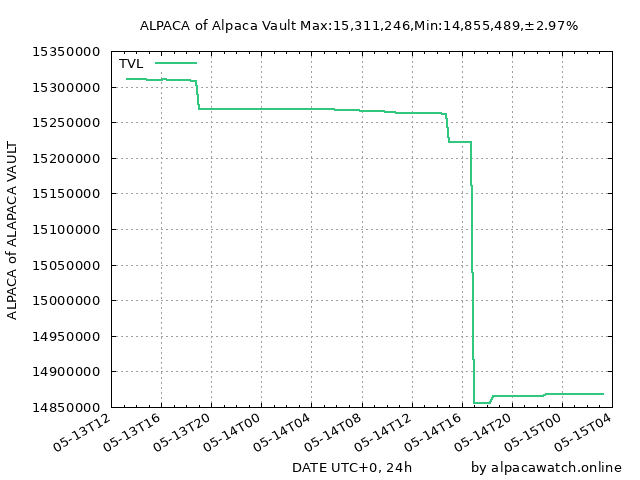 ALPACA of Alpaca Vault Max:15,311,246,Min:14,855,489,±2.97%
TVL
ALPACA of ALAPACA VAULT
15350000
15300000
15250000
15200000
15150000
15100000
15050000
15000000
14950000
14900000
14850000
05-13T12
05-13T16
05-13T20
05-14T00
05-14T04
05-14T08
05-14T12
05-14T16
05-14T20
05-15T00
05-15T04
DATE UTC+0, 24h
by alpacawatch.online